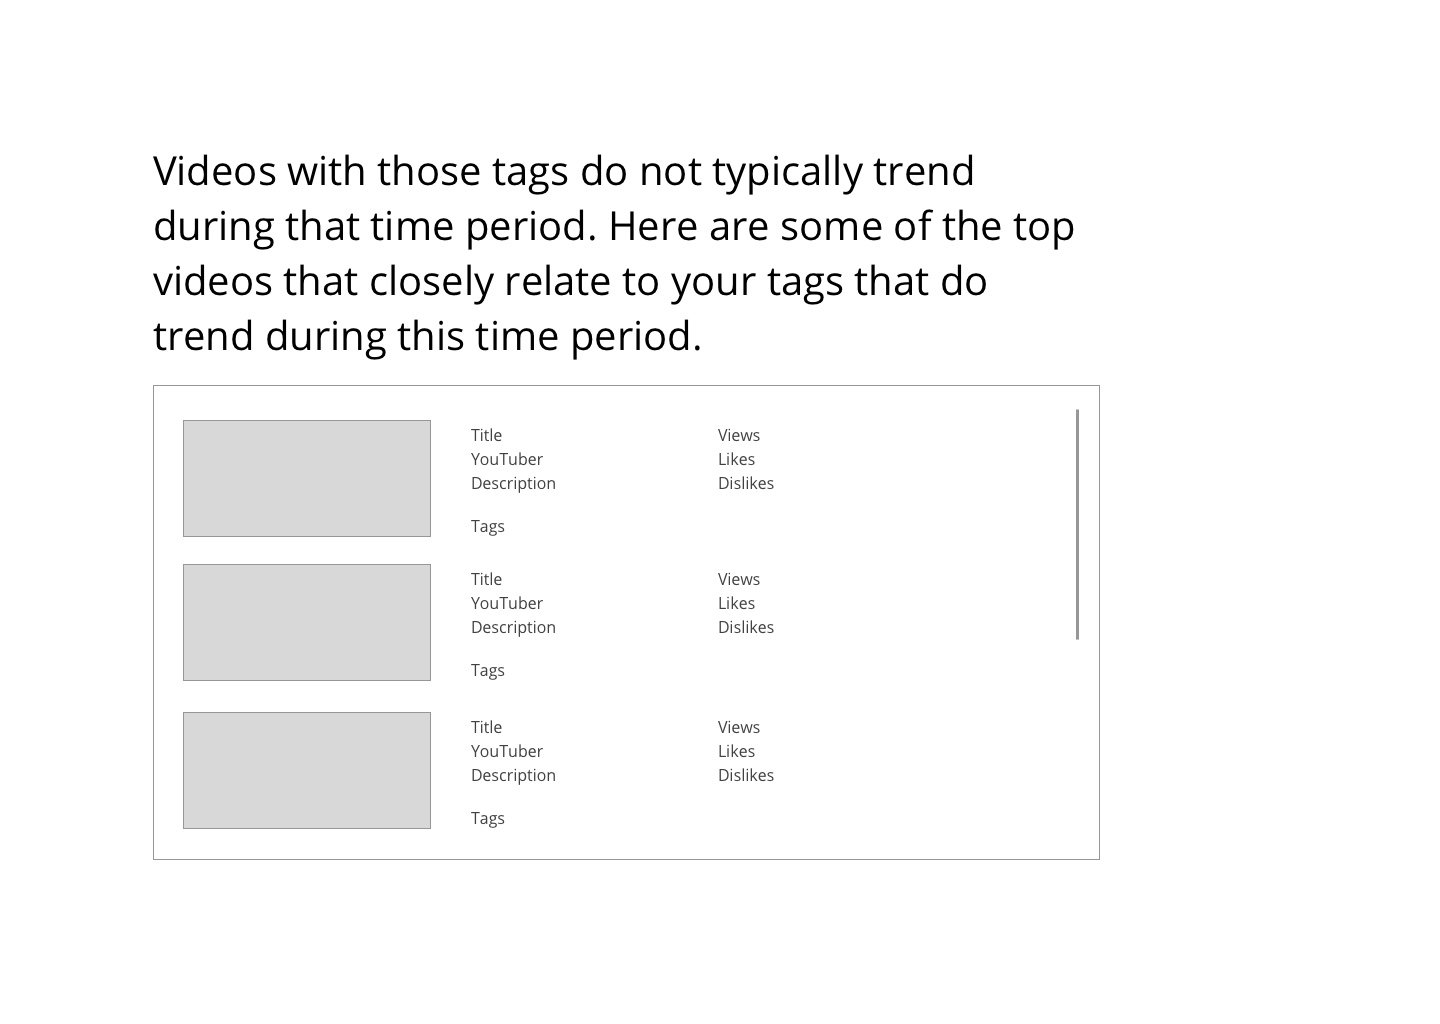 Videos with those tags do not typically trend
during that time period. Here are some of the top
videos that closely relate to your tags that do
trend during this time period.
Title Views
YouTuber Likes
Description Dislikes
Tags
Title Views
YouTuber Likes
Description Dislikes
Tags
Title Views
YouTuber Likes
Description Dislikes
Tags